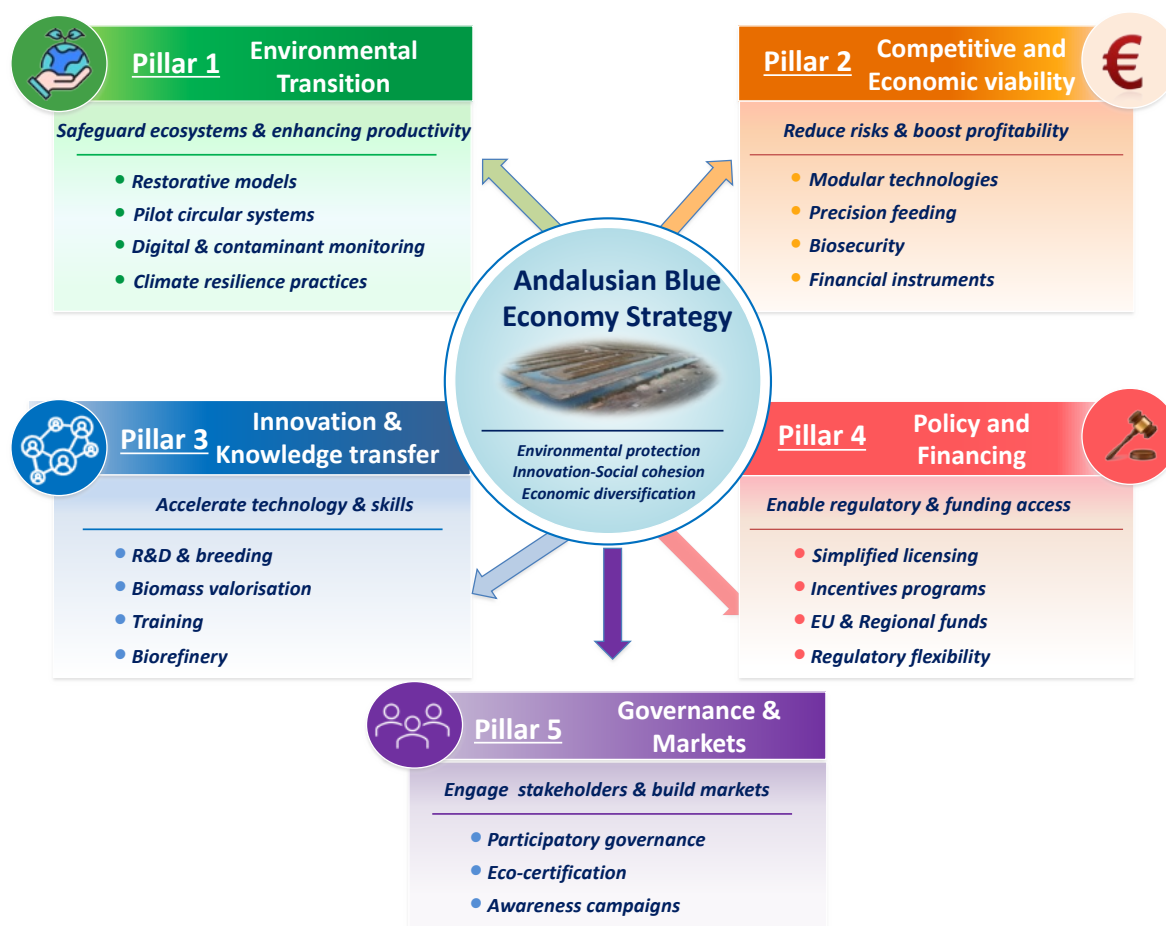 Pillar 1
Environmental
Transition
Safeguard ecosystems & enhancing productivity
Restorative models
Pilot circular systems
Digital & contaminant monitoring
Climate resilience practices
Pillar 2
Competitive and
Economic viability
€
Reduce risks & boost profitability
Modular technologies
Precision feeding
Biosecurity
Financial instruments
Andalusian Blue
Economy Strategy
Environmental protection
Innovation-Social cohesion
Economic diversification
Pillar 3
Innovation &
Knowledge transfer
Accelerate technology & skills
R&D & breeding
Biomass valorisation
Training
Biorefinery
Pillar 4
Policy and
Financing
Enable regulatory & funding access
Simplified licensing
Incentives programs
EU & Regional funds
Regulatory flexibility
Pillar 5
Governance &
Markets
Engage stakeholders & build markets
Participatory governance
Eco-certification
Awareness campaigns